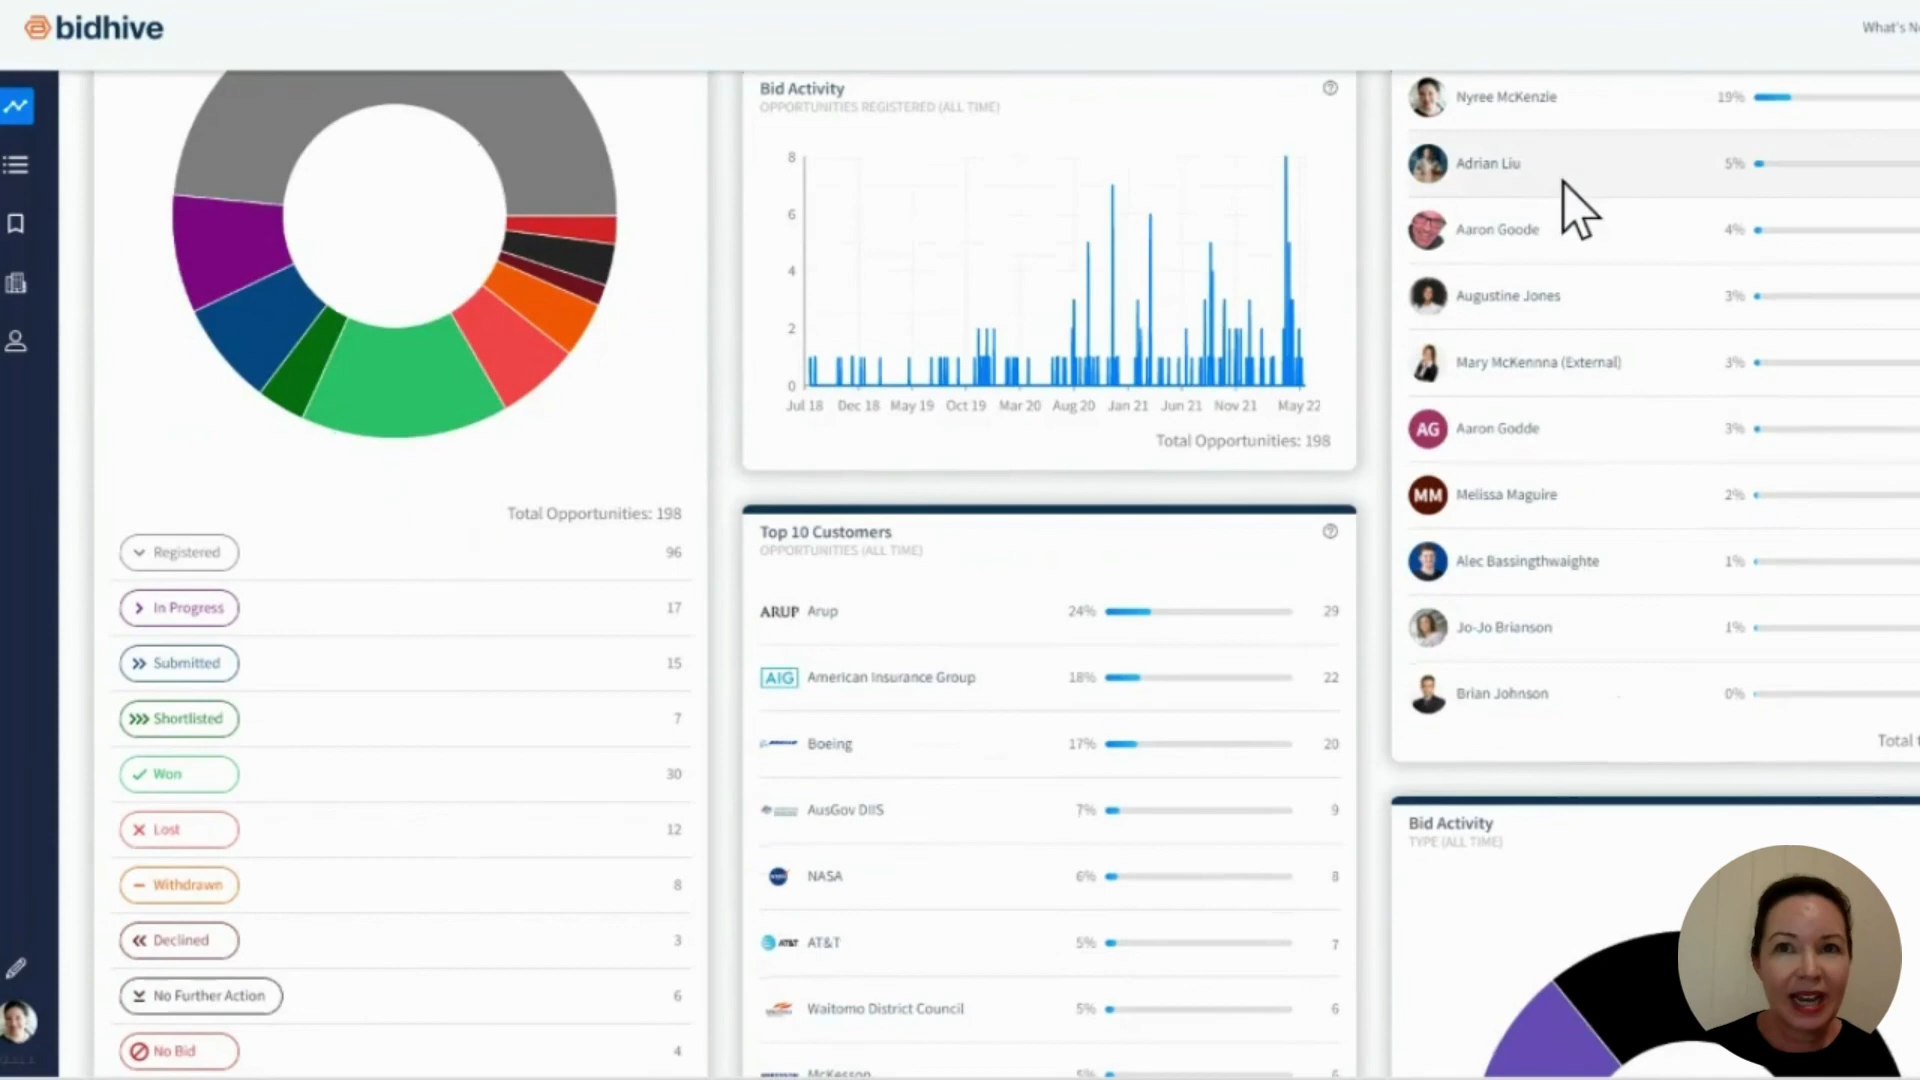 bidhive
What's
Total Opportunities: 198
Registered 96
In Progress 17
Submitted 15
Shortlisted 7
Won 30
Lost 12
Withdrawn 8
Declined 3
No Further Action 6
No Bid 4
Bid Activity
OPPORTUNITIES REGISTERED (ALL TIME)
8
6
4
2
0
Jul 18 Dec 18 May 19 Oct 19 Mar 20 Aug 20 Jan 21 Jun 21 Nov 21 May 22
Total Opportunities: 198
Top 10 Customers
OPPORTUNITIES (ALL TIME)
ARUP Arup 24% 29
AIG American Insurance Group 18% 22
Boeing 17% 20
AusGov DIIS 7% 9
NASA 6% 8
AT&T AT&T 5% 7
Waitomo District Council 5% 6
McKesson 5% 6
Nyree McKenzie 19%
Adrian Liu 5%
Aaron Goode 4%
Augustine Jones 3%
Mary McKennna (External) 3%
AG Aaron Godde 3%
MM Melissa Maguire 2%
Alec Bassingthwaighte 1%
Jo-Jo Brianson 1%
Brian Johnson 0%
Total
Bid Activity
TYPE (ALL TIME)